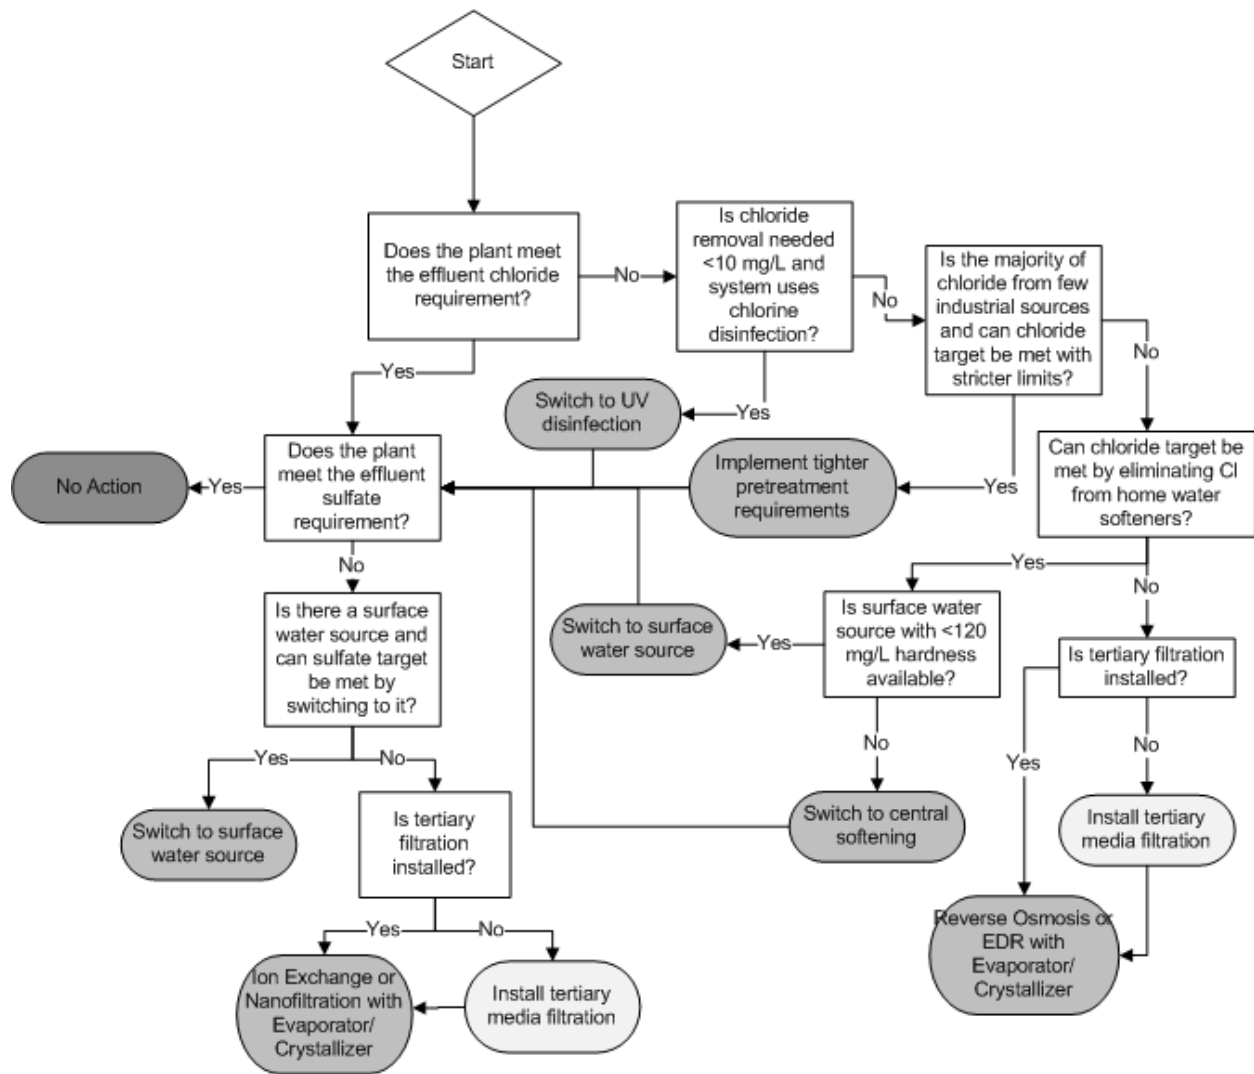 Start
Does the plant meet
the effluent chloride
requirement?
No
Is chloride
removal needed
<10 mg/L and
system uses
chlorine
disinfection?
No
Is the majority of
chloride from few
industrial sources
and can chloride
target be met with
stricter limits?
No
Yes
Yes
Switch to UV
disinfection
Yes
Can chloride target be
met by eliminating Cl
from home water
softeners?
Implement tighter
pretreatment
requirements
Does the plant
meet the effluent
sulfate
requirement?
Yes
No Action
No
Yes
No
Is there a surface
water source and
can sulfate target
be met by
switching to it?
Switch to surface
water source
Yes
Is surface water
source with <120
mg/L hardness
available?
Is tertiary filtration
installed?
Yes
No
No
Yes
No
Switch to surface
water source
Is tertiary
filtration
installed?
Switch to central
softening
Install tertiary
media filtration
Yes
No
Reverse Osmosis or
EDR with
Evaporator/
Crystallizer
Ion Exchange or
Nanofiltration with
Evaporator/
Crystallizer
Install tertiary
media filtration